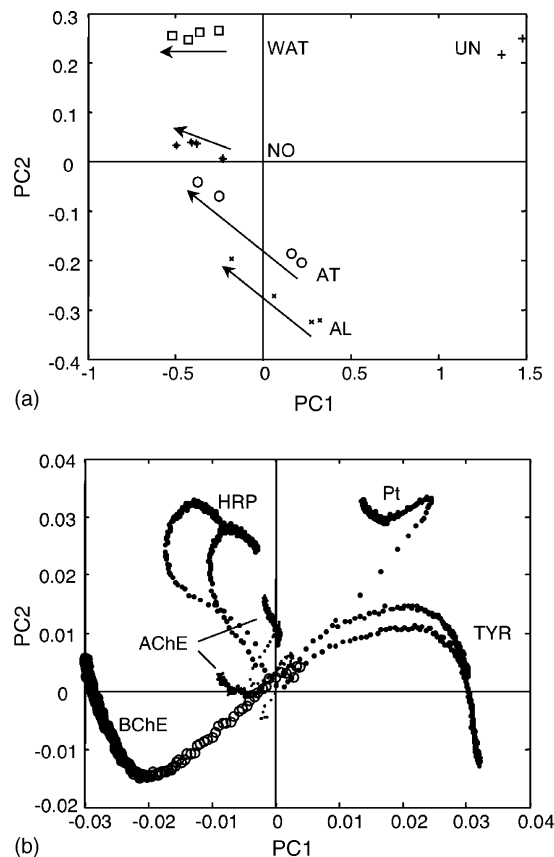 0.3
0.2
0.1
0
-0.1
-0.2
-0.3
-0.4
PC2
WAT
UN
NO
AT
AL
-1 -0.5 0 0.5 1 1.5
PC1
(a)
0.04
0.03
0.02
0.01
0
-0.01
-0.02
PC2
HRP
Pt
AChE
TYR
BChE
-0.03 -0.02 -0.01 0 0.01 0.02 0.03 0.04
PC1
(b)